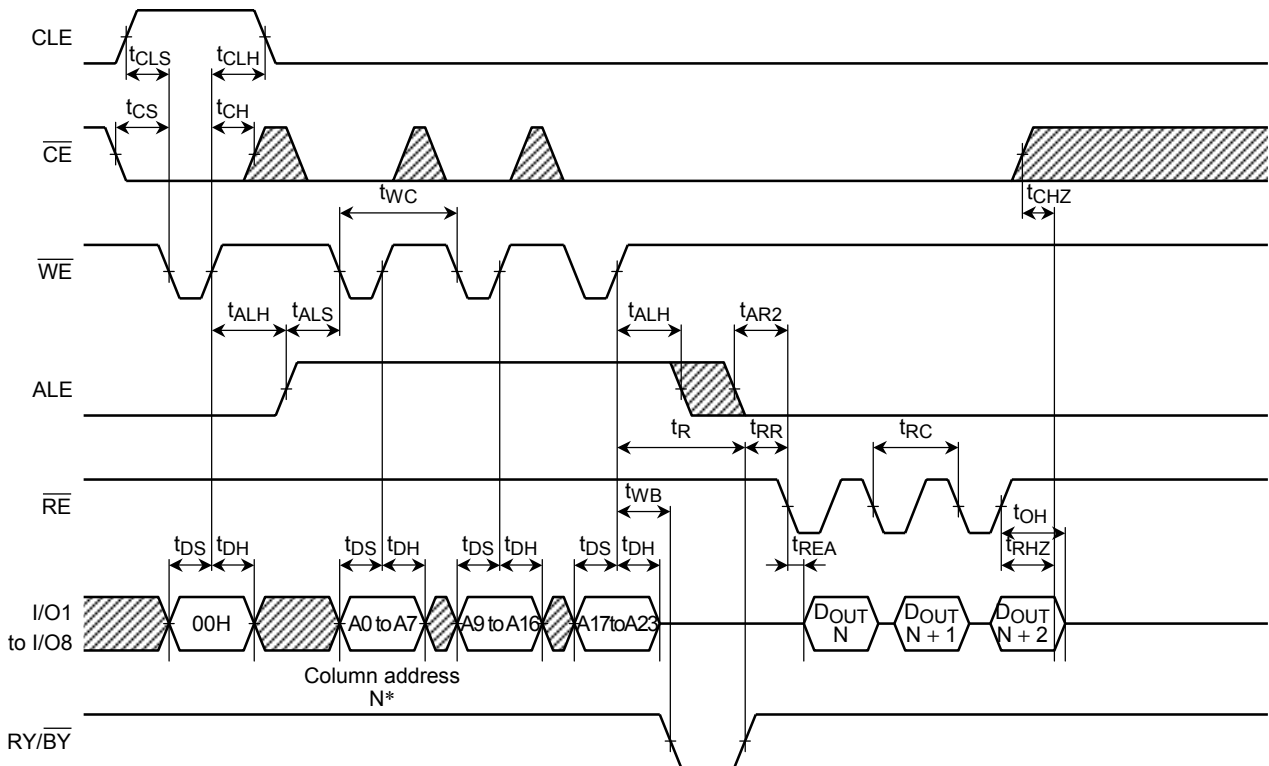 CLE
tCLS
tCLH
tCS
tCH
CE
tCHZ
tWC
WE
tALH
tALS
tALH
tAR2
ALE
tR
tRR
tRC
RE
tWB
tOH
tREA
tRHZ
tDS
tDH
tDS
tDH
tDS
tDH
tDS
tDH
I/O1
to I/O8
00H
A0 to A7
A9 to A16
A17to A23
DOUT
N
DOUT
N + 1
DOUT
N + 2
Column address
N*
RY/BY